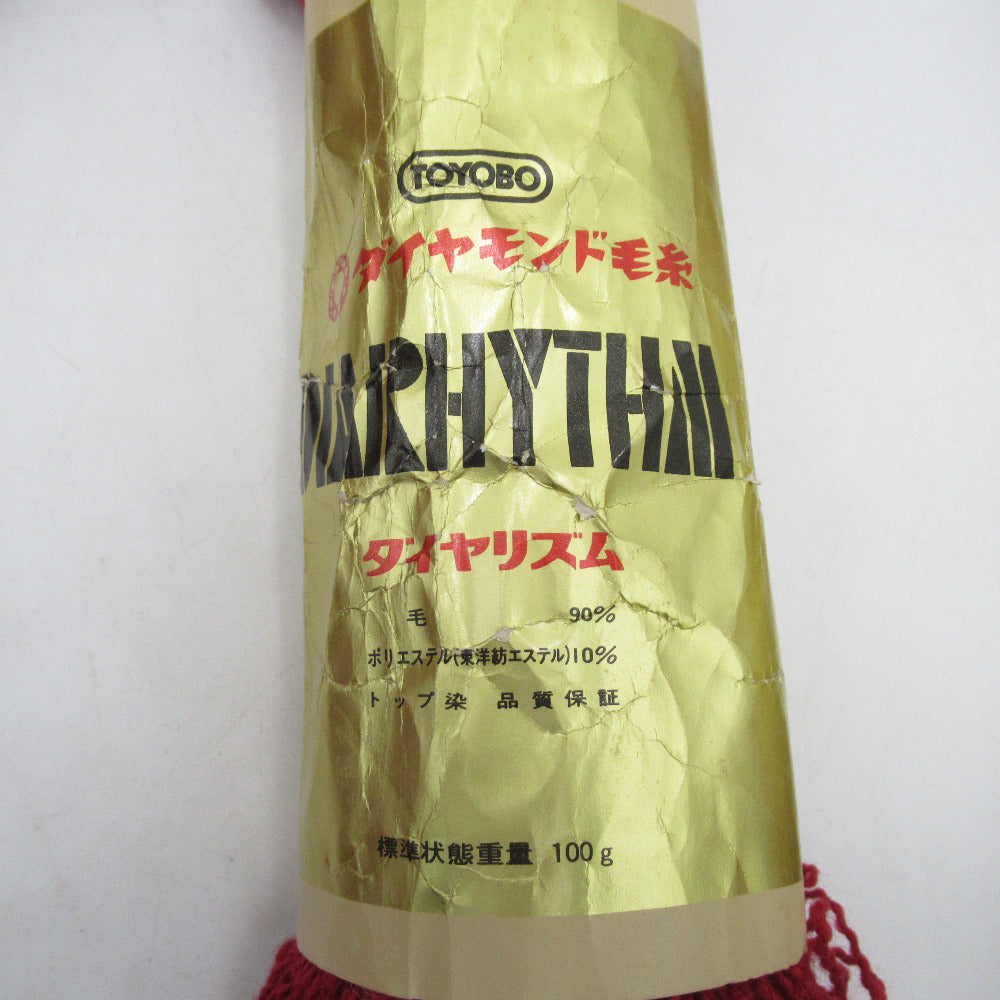 TOYOBO
ダイヤモンド毛糸
DIARHYTHM
ダイヤリズム
毛 90%
ポリエステル(東洋紡エステル)10%
トップ染 品質保証
標準状態重量 100g